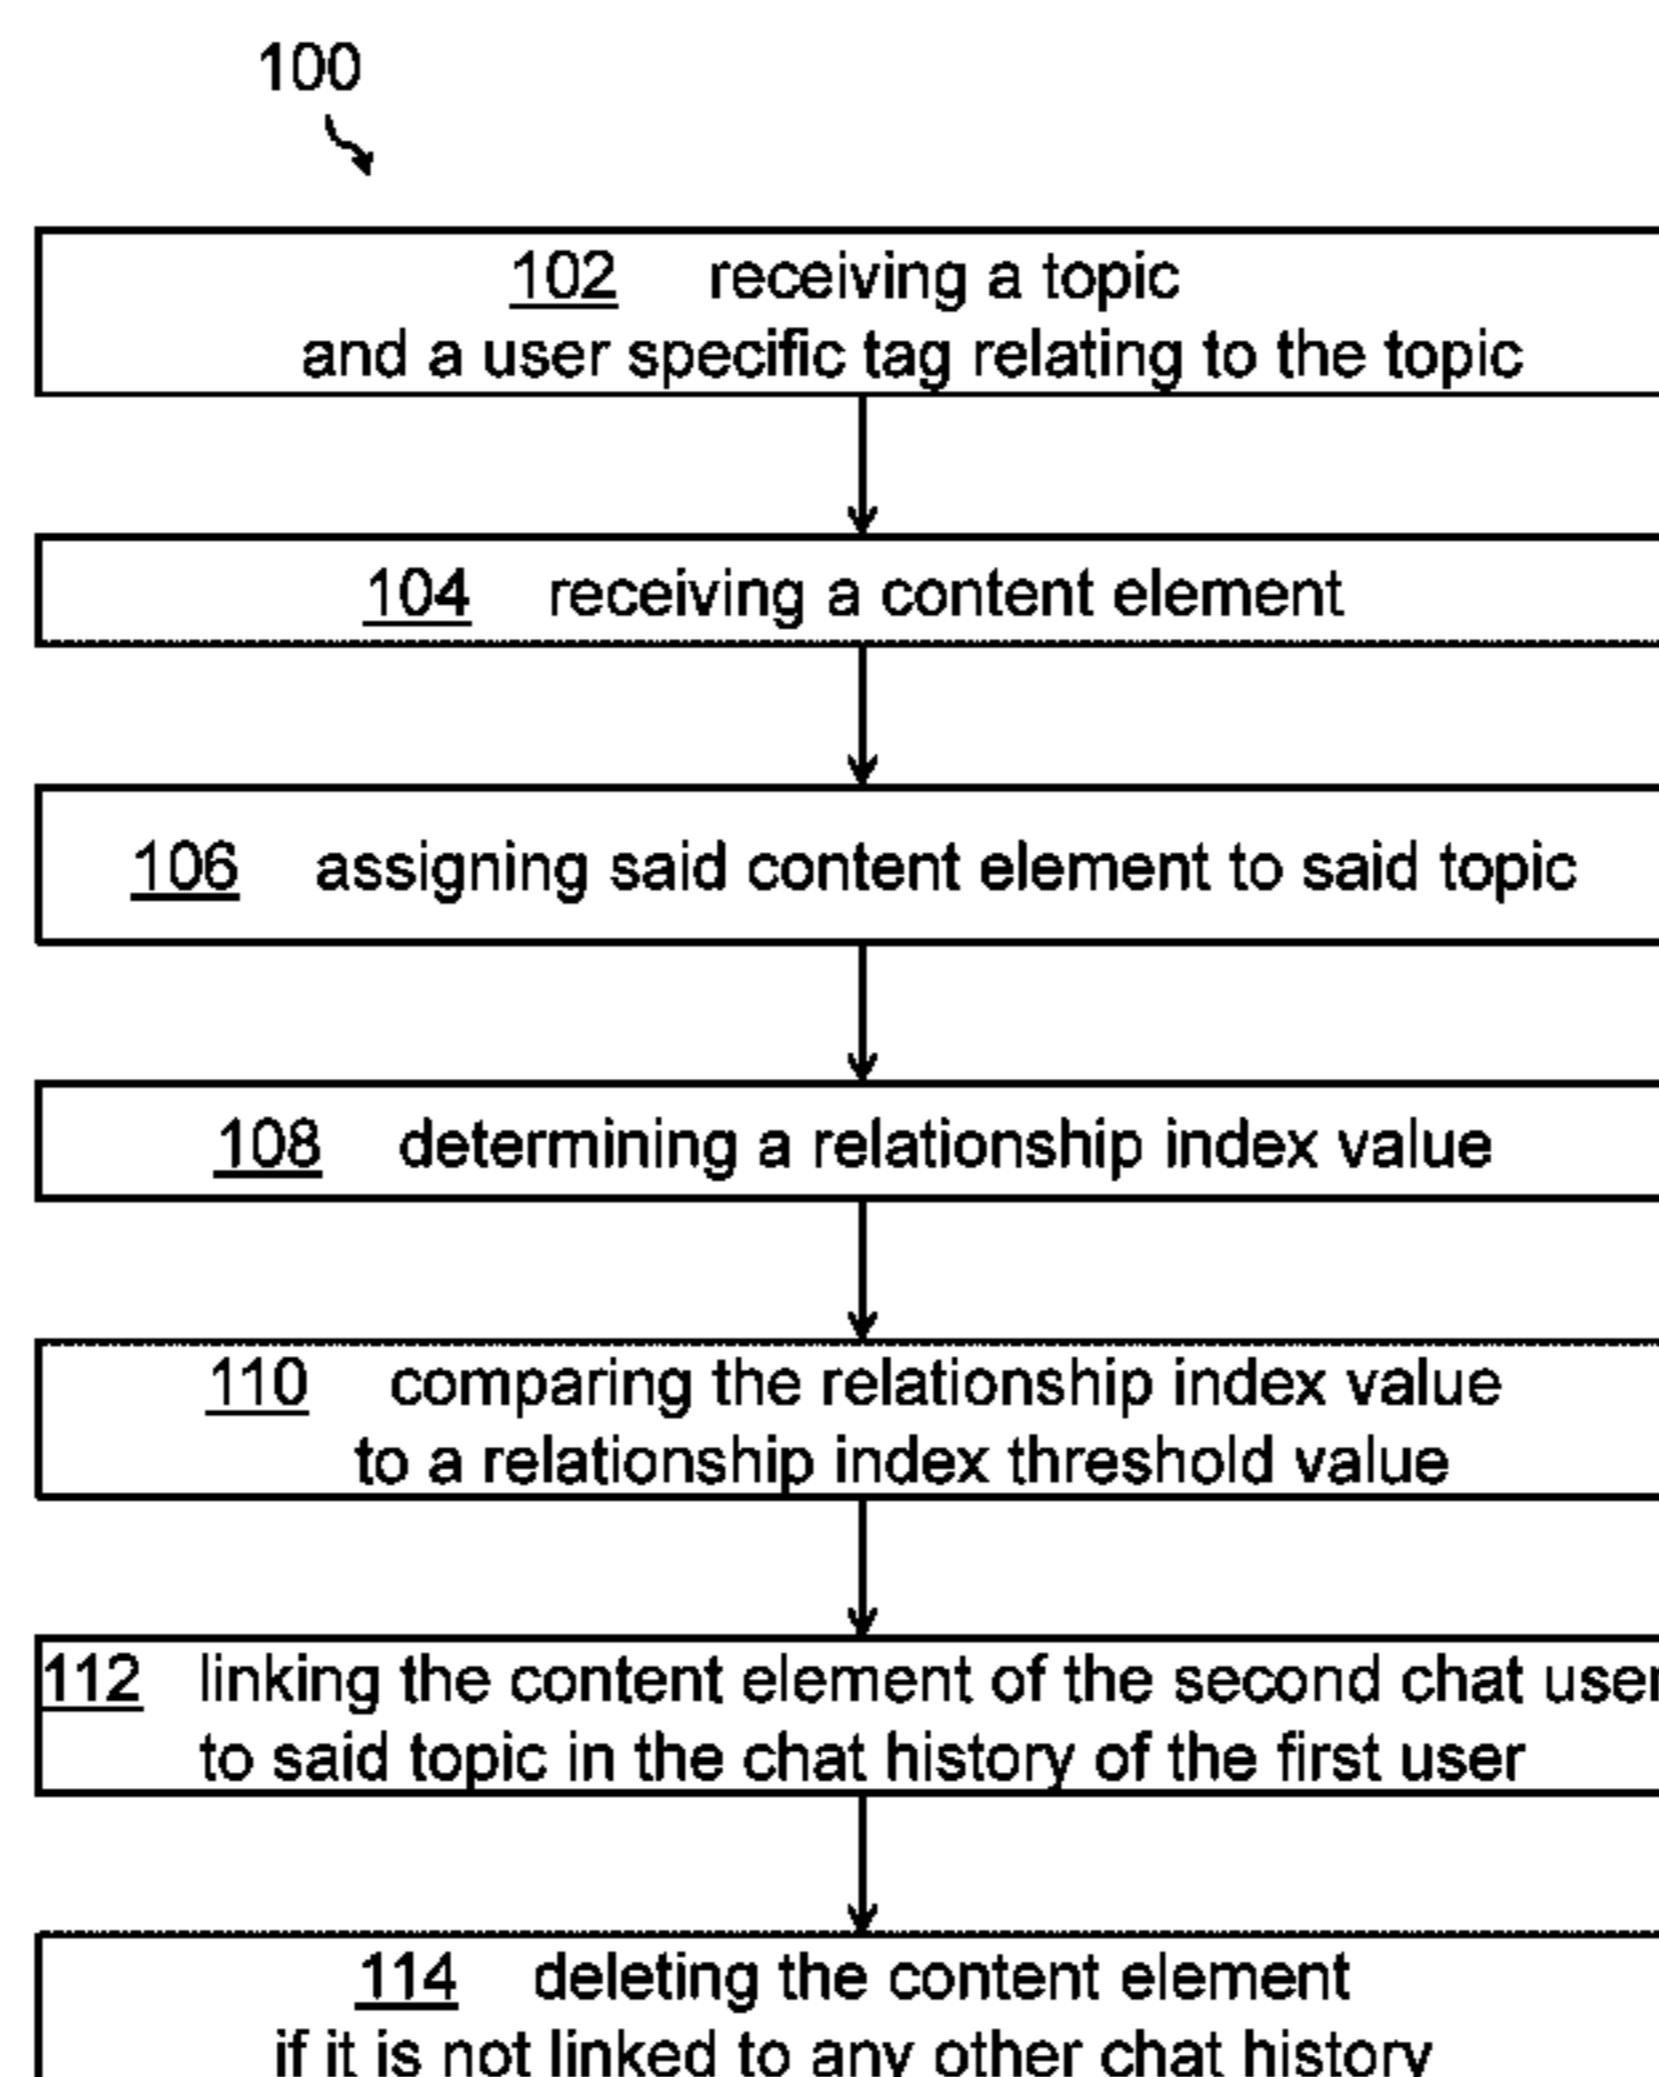 100
102 receiving a topic
and a user specific tag relating to the topic
104 receiving a content element
106 assigning said content element to said topic
108 determining a relationship index value
110 comparing the relationship index value
to a relationship index threshold value
112 linking the content element of the second chat user
to said topic in the chat history of the first user
114 deleting the content element
if it is not linked to any other chat history